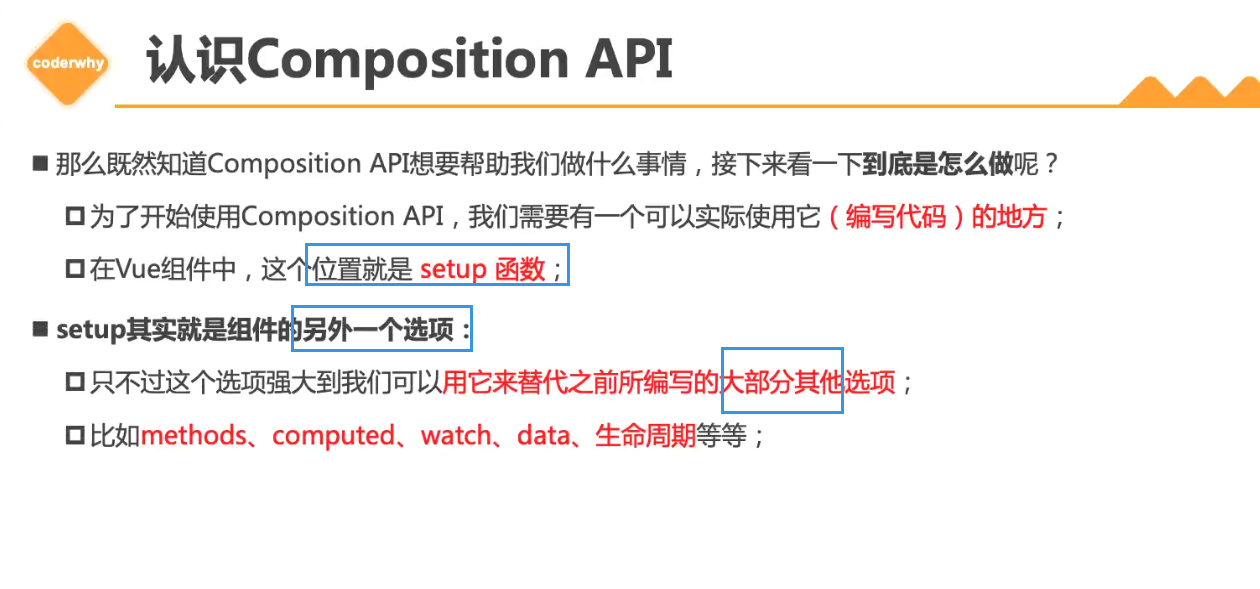 coderwhy
认识Composition API
那么既然知道Composition API想要帮助我们做什么事情，接下来看一下到底是怎么做呢？
为了开始使用Composition API，我们需要有一个可以实际使用它（编写代码）的地方；
在Vue组件中，这个位置就是 setup 函数；
setup其实就是组件的另外一个选项：
只不过这个选项强大到我们可以用它来替代之前所编写的大部分其他选项；
比如methods、computed、watch、data、生命周期等等；